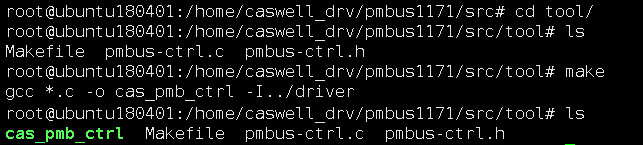 root@ubuntu180401:/home/caswell_drv/pmbus1171/src# cd tool/
root@ubuntu180401:/home/caswell_drv/pmbus1171/src/tool# ls
Makefile  pmbus-ctrl.c  pmbus-ctrl.h
root@ubuntu180401:/home/caswell_drv/pmbus1171/src/tool# make
gcc *.c -o cas_pmb_ctrl -I../driver
root@ubuntu180401:/home/caswell_drv/pmbus1171/src/tool# ls
cas_pmb_ctrl  Makefile  pmbus-ctrl.c  pmbus-ctrl.h